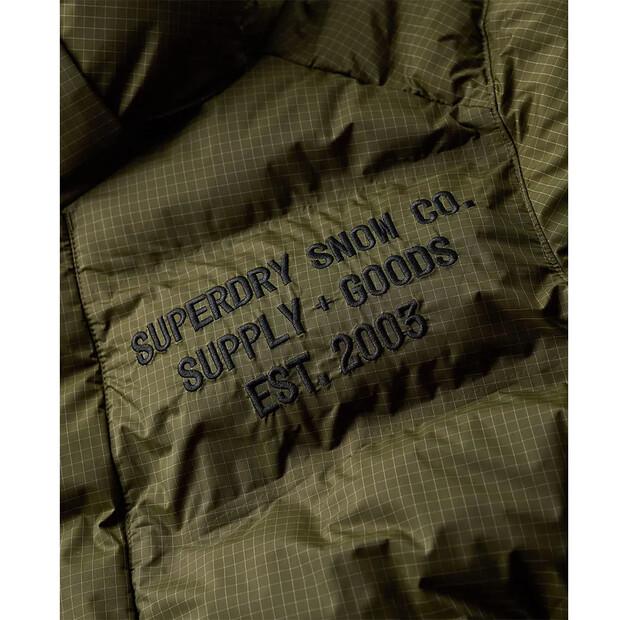 SUPERDRY SNOW CO.
SUPPLY + GOODS
EST. 2003